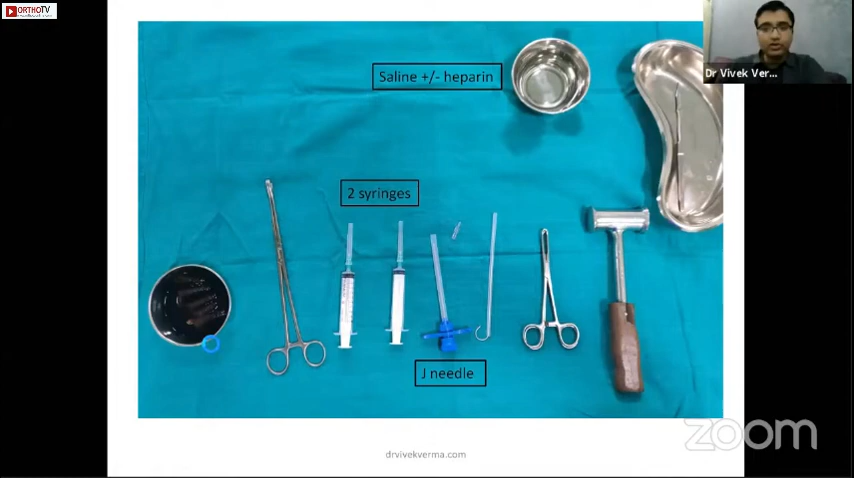 ORTHOTV
Dr Vivek Ver...
Saline +/- heparin
2 syringes
J needle
zoom
drvivekverma.com